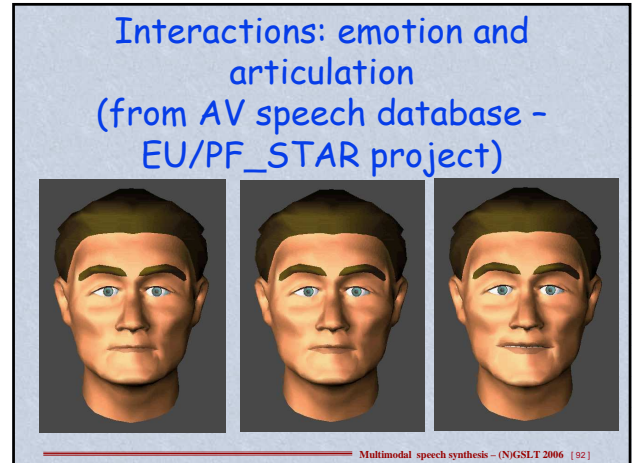 Interactions: emotion and
articulation
(from AV speech database –
EU/PF_STAR project)
Multimodal speech synthesis – (N)GSLT 2006 [92]